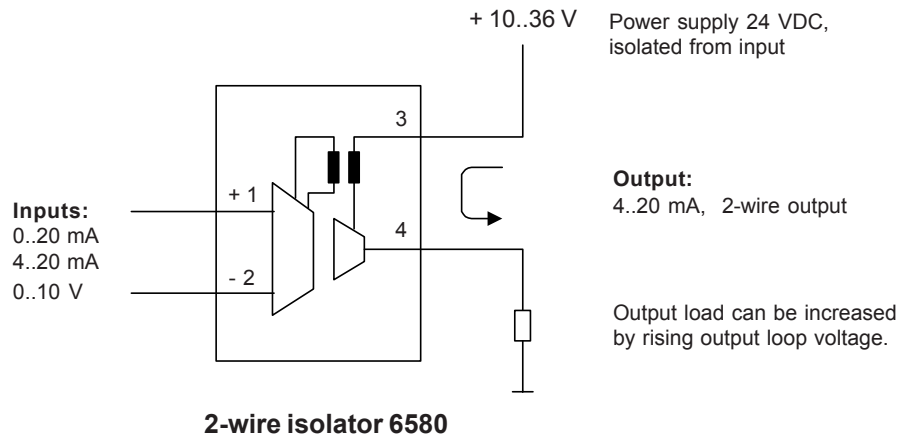 + 10..36 V
Power supply 24 VDC,
isolated from input
3
+ 1
Inputs:
0..20 mA
4..20 mA
0..10 V
- 2
4
Output:
4..20 mA, 2-wire output
Output load can be increased
by rising output loop voltage.
2-wire isolator 6580